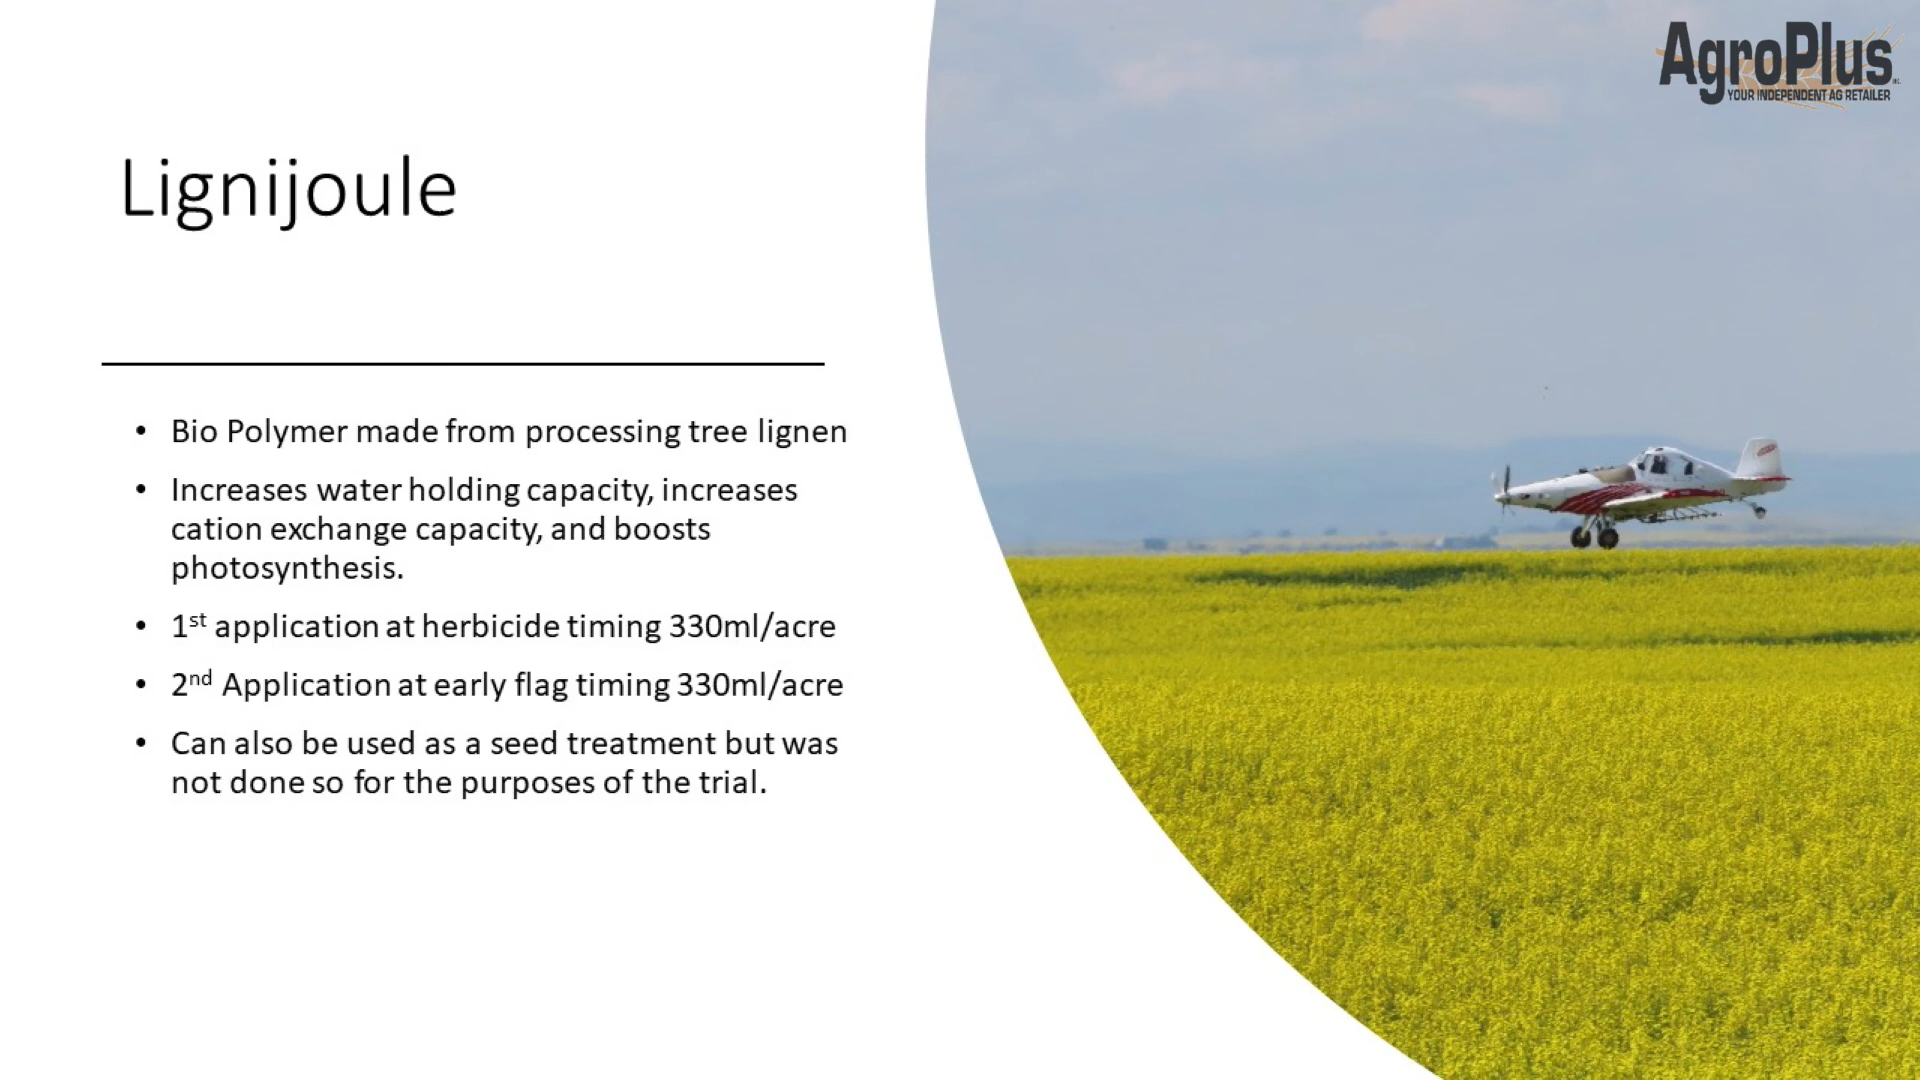 AgroPlus
YOUR INDEPENDENT AG RETAILER
Lignijoule
• Bio Polymer made from processing tree lignen
• Increases water holding capacity, increases
cation exchange capacity, and boosts
photosynthesis.
• 1st application at herbicide timing 330ml/acre
• 2nd Application at early flag timing 330ml/acre
• Can also be used as a seed treatment but was
not done so for the purposes of the trial.